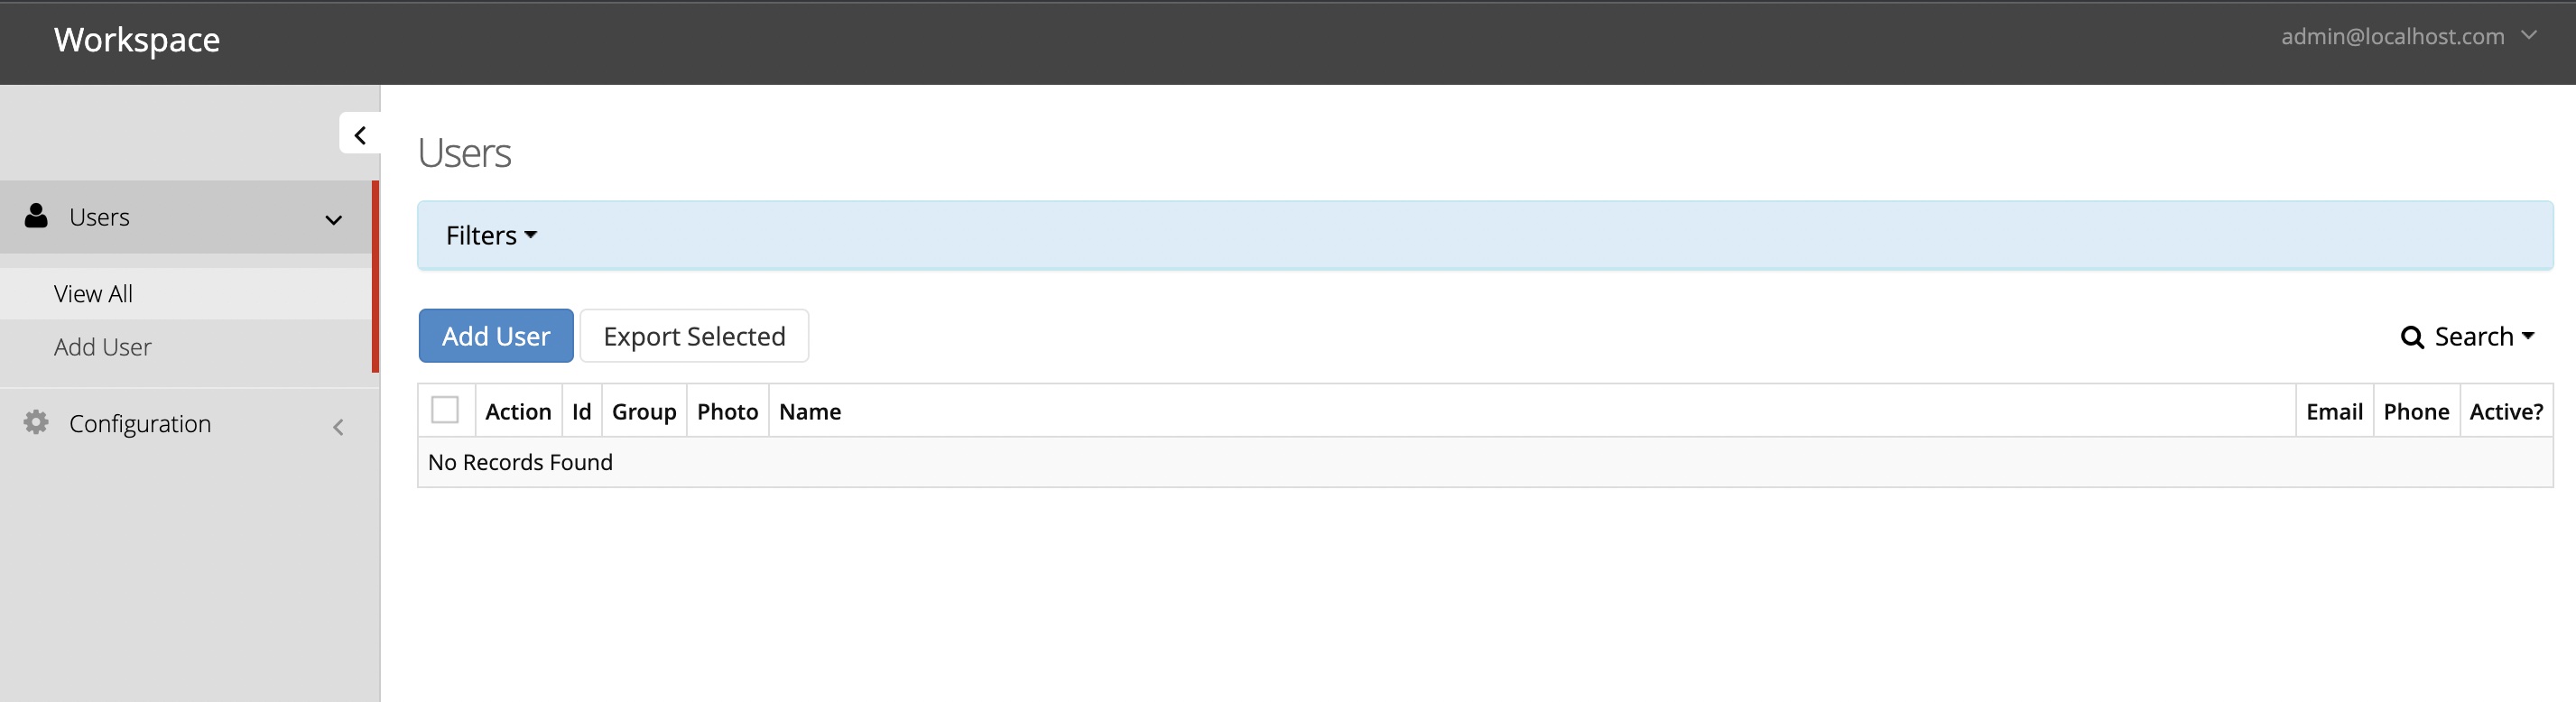 Workspace
admin@localhost.com
Users
View All
Add User
Configuration
Users
Filters
Add User Export Selected Search
Action Id Group Photo Name Email Phone Active?
No Records Found